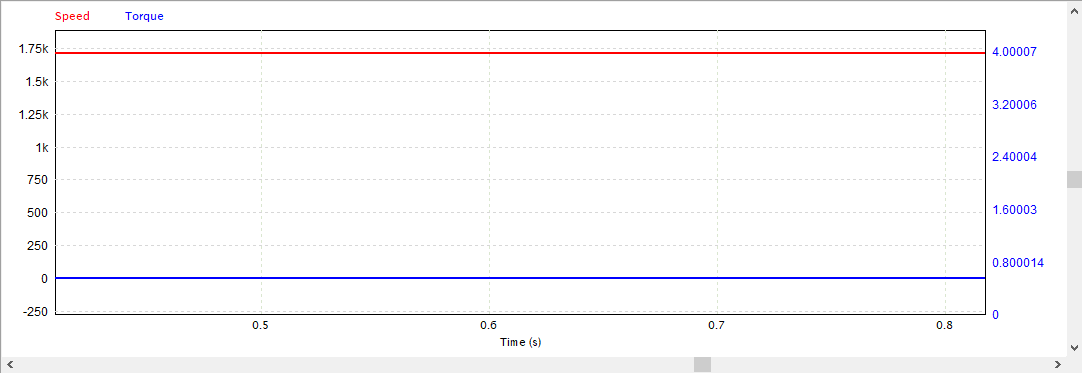 Speed Torque
1.75k 4.00007
1.5k 3.20006
1.25k 2.40004
1k
750 1.60003
500
250 0.800014
0
-250 0
0.5 0.6 0.7 0.8
Time (s)